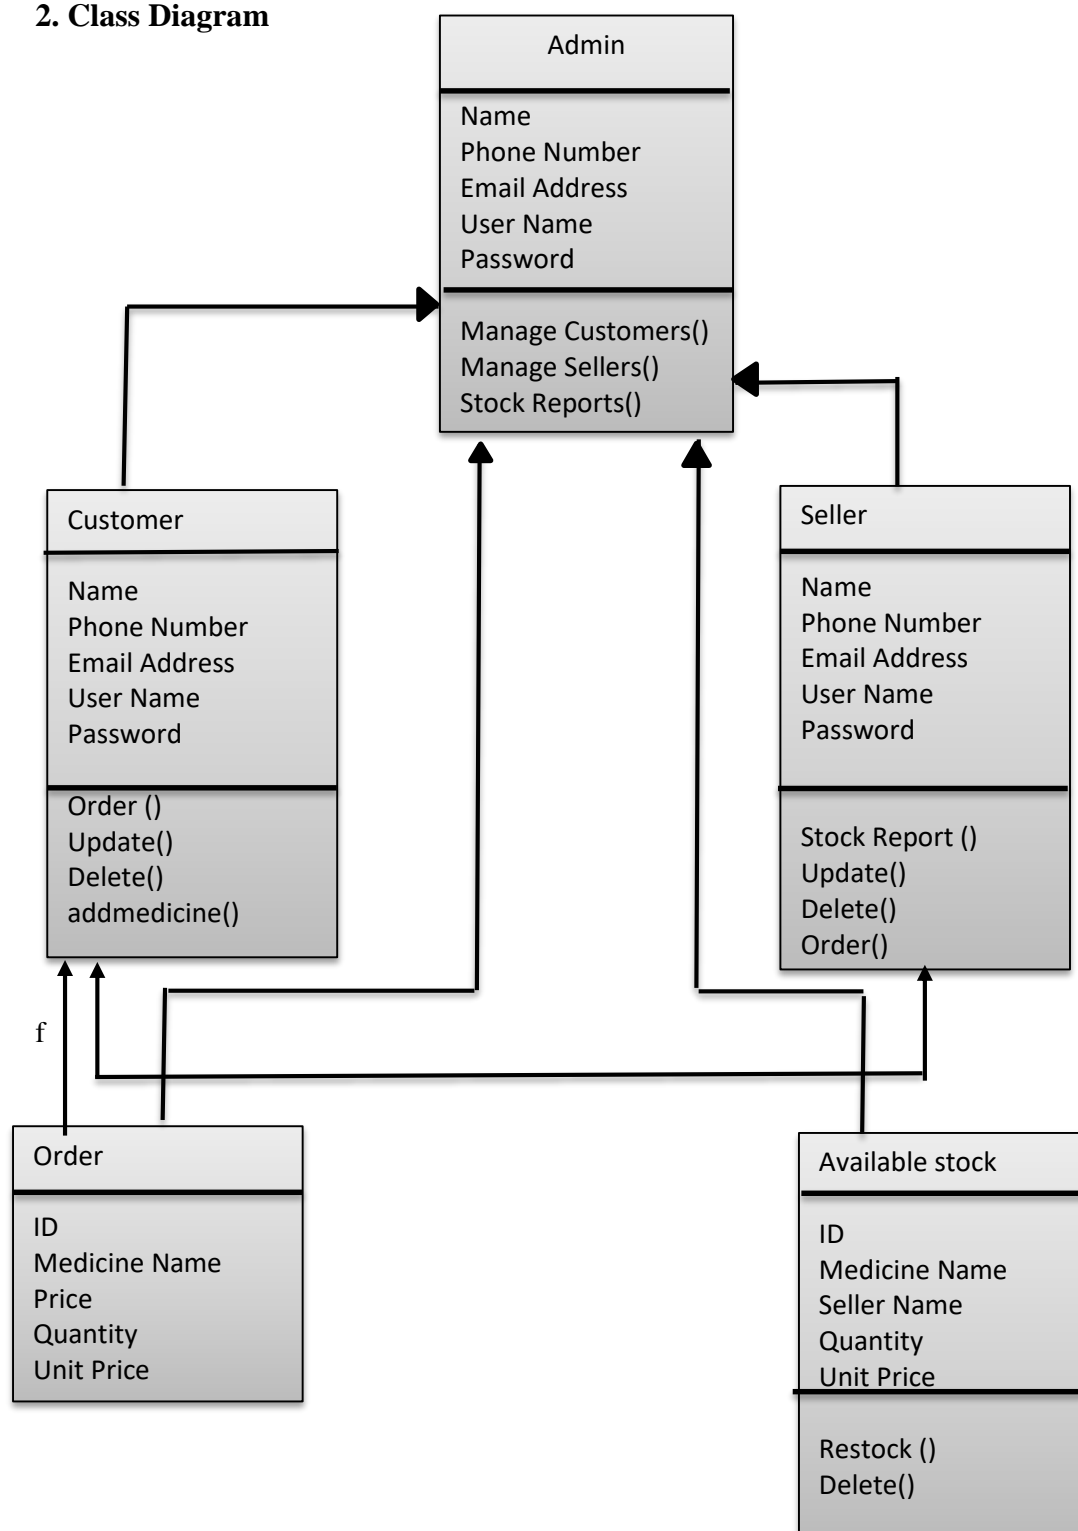 2. Class Diagram
Admin
Name
Phone Number
Email Address
User Name
Password
Manage Customers()
Manage Sellers()
Stock Reports()
Customer
Name
Phone Number
Email Address
User Name
Password
Order ()
Update()
Delete()
addmedicine()
Seller
Name
Phone Number
Email Address
User Name
Password
Stock Report ()
Update()
Delete()
Order()
f
Order
ID
Medicine Name
Price
Quantity
Unit Price
Available stock
ID
Medicine Name
Seller Name
Quantity
Unit Price
Restock ()
Delete()